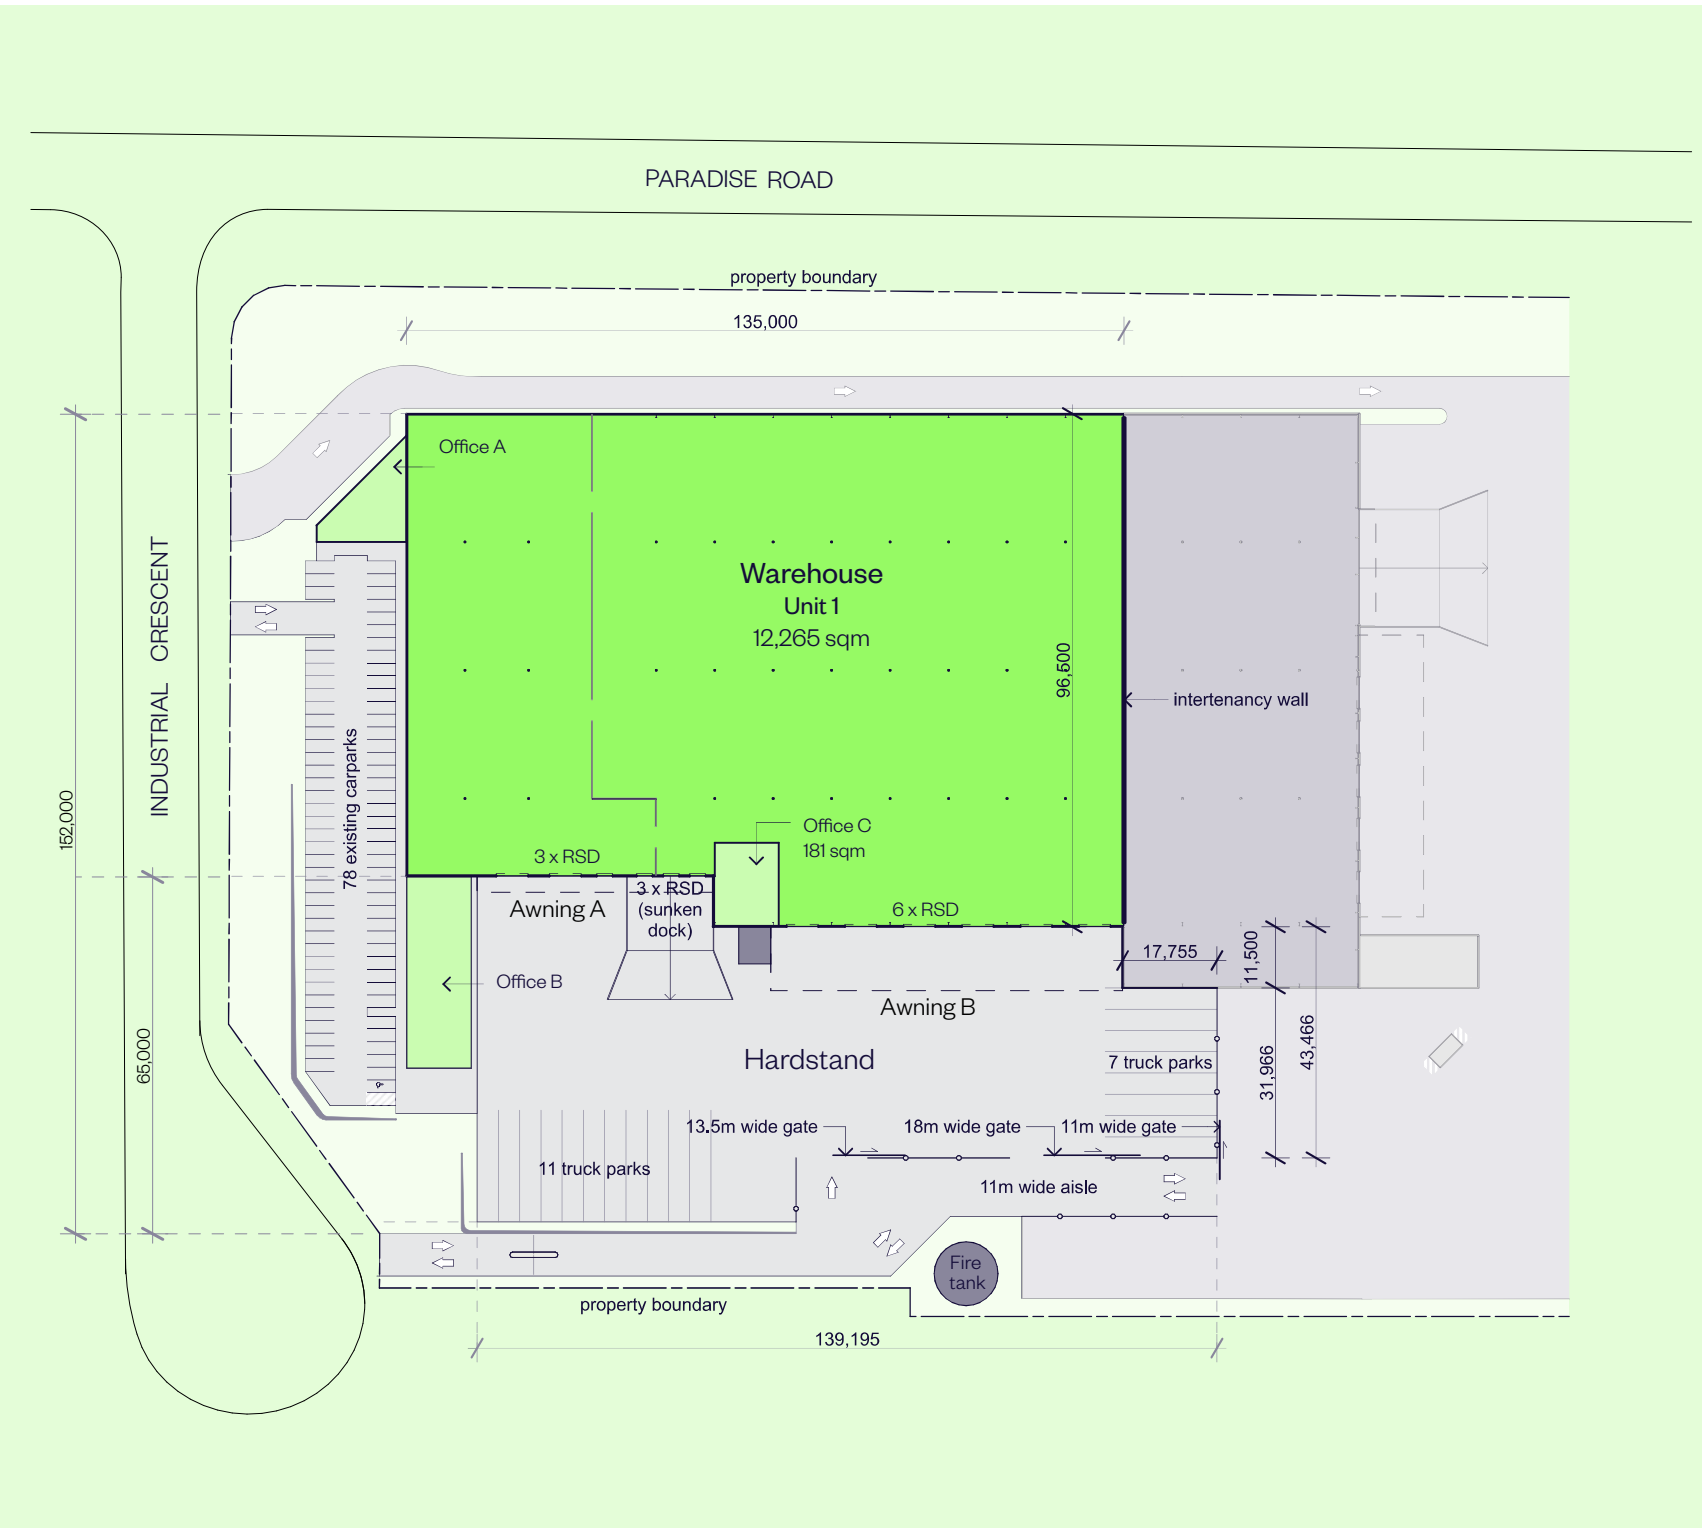 PARADISE ROAD
property boundary
135,000
Office A
INDUSTRIAL CRESCENT
Warehouse
Unit 1
12,265 sqm
96,500
intertenancy wall
78 existing carparks
152,000
Office C
181 sqm
3 x RSD
3 x RSD
(sunken
dock)
Awning A
6 x RSD
17,755
11,500
Office B
Awning B
65,000
43,466
31,966
Hardstand
7 truck parks
13.5m wide gate
18m wide gate
11m wide gate
11 truck parks
11m wide aisle
Fire
tank
property boundary
139,195